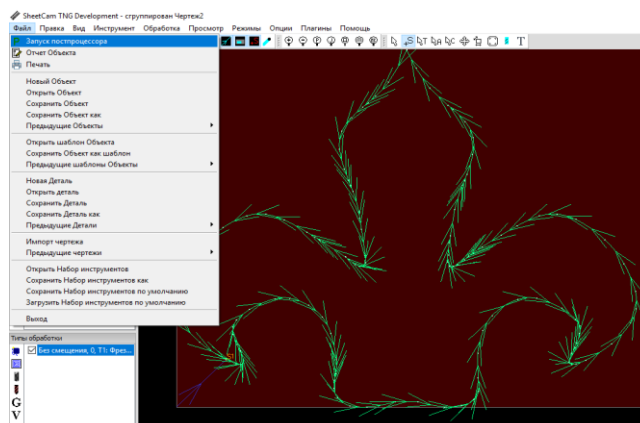 SheetCam TNG Development - сгруппирован Чертеж2
Файл Правка Вид Инструмент Обработка Просмотр Режимы Опции Плагины Помощь
Запуск постпроцессора
Отчет Объекта
Печать
Новый Объект
Открыть Объект
Сохранить Объект
Сохранить Объект как
Предыдущие Объекты
Открыть шаблон Объекта
Сохранить Объект как шаблон
Предыдущие шаблоны Объекты
Новая Деталь
Открыть деталь
Сохранить Деталь
Сохранить Деталь как
Предыдущие Детали
Импорт чертежа
Предыдущие чертежи
Открыть Набор инструментов
Сохранить Набор инструментов как
Сохранить Набор инструментов по умолчанию
Загрузить Набор инструментов по умолчанию
Выход
Типы обработки
Без смещения, 0, T1: Фрез...
G
V